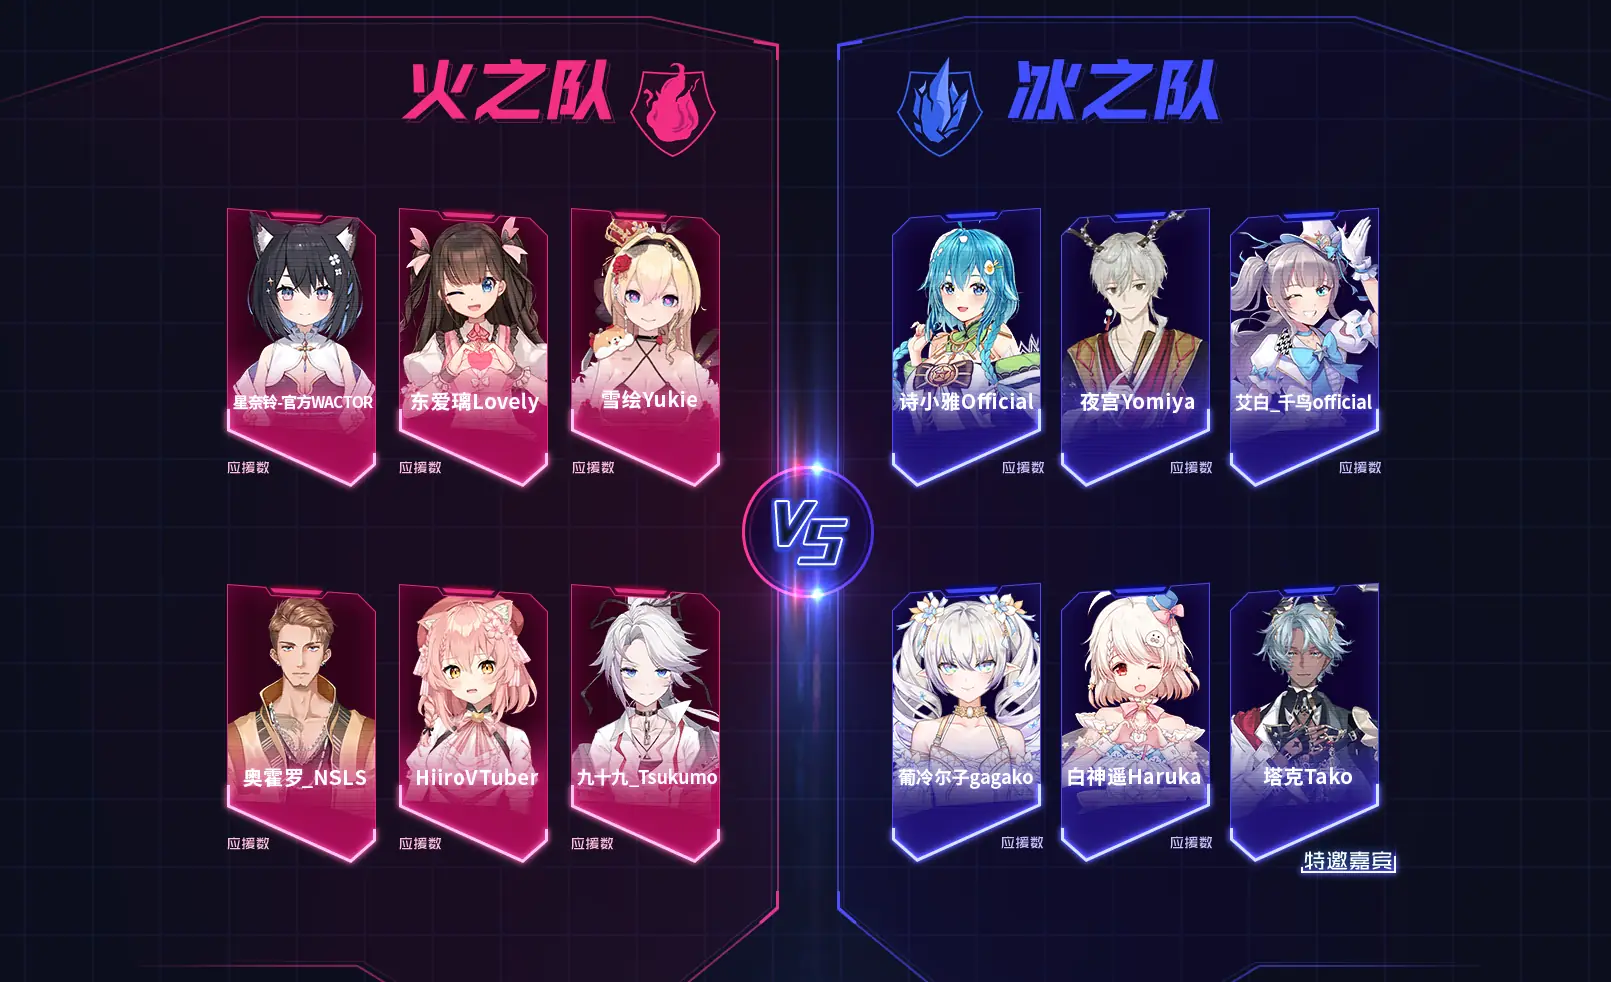 火之队
冰之队
星奈铃-官方WACTOR
东爱璃Lovely
雪绘Yukie
诗小雅Official
夜宫Yomiya
艾白_千鸟official
应援数
应援数
应援数
应援数
应援数
应援数
VS
奥霍罗_NSLS
HiiroVTuber
九十九_Tsukumo
葡冷尔子gagako
白神遥Haruka
塔克Tako
应援数
应援数
应援数
应援数
应援数
特邀嘉宾